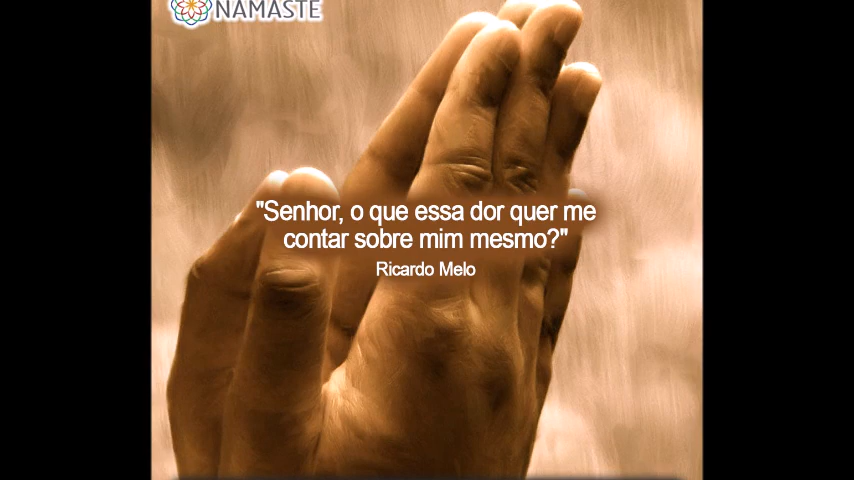 NAMASTE
"Senhor, o que essa dor quer me
contar sobre mim mesmo?"
Ricardo Melo